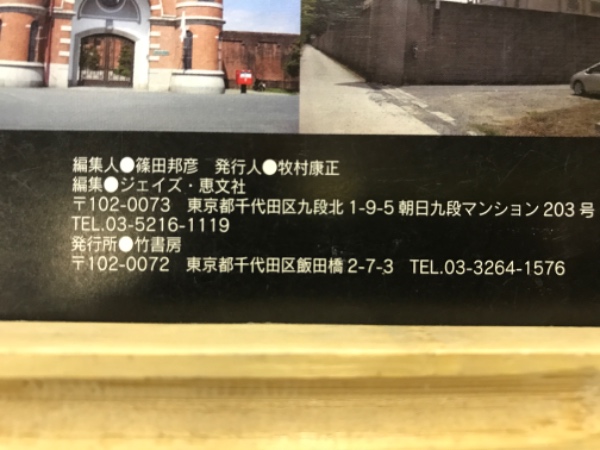 編集人●篠田邦彦　発行人●牧村康正
編集●ジェイズ・恵文社
〒102-0073　東京都千代田区九段北1-9-5 朝日九段マンション203号
TEL.03-5216-1119
発行所●竹書房
〒102-0072　東京都千代田区飯田橋2-7-3　TEL.03-3264-1576